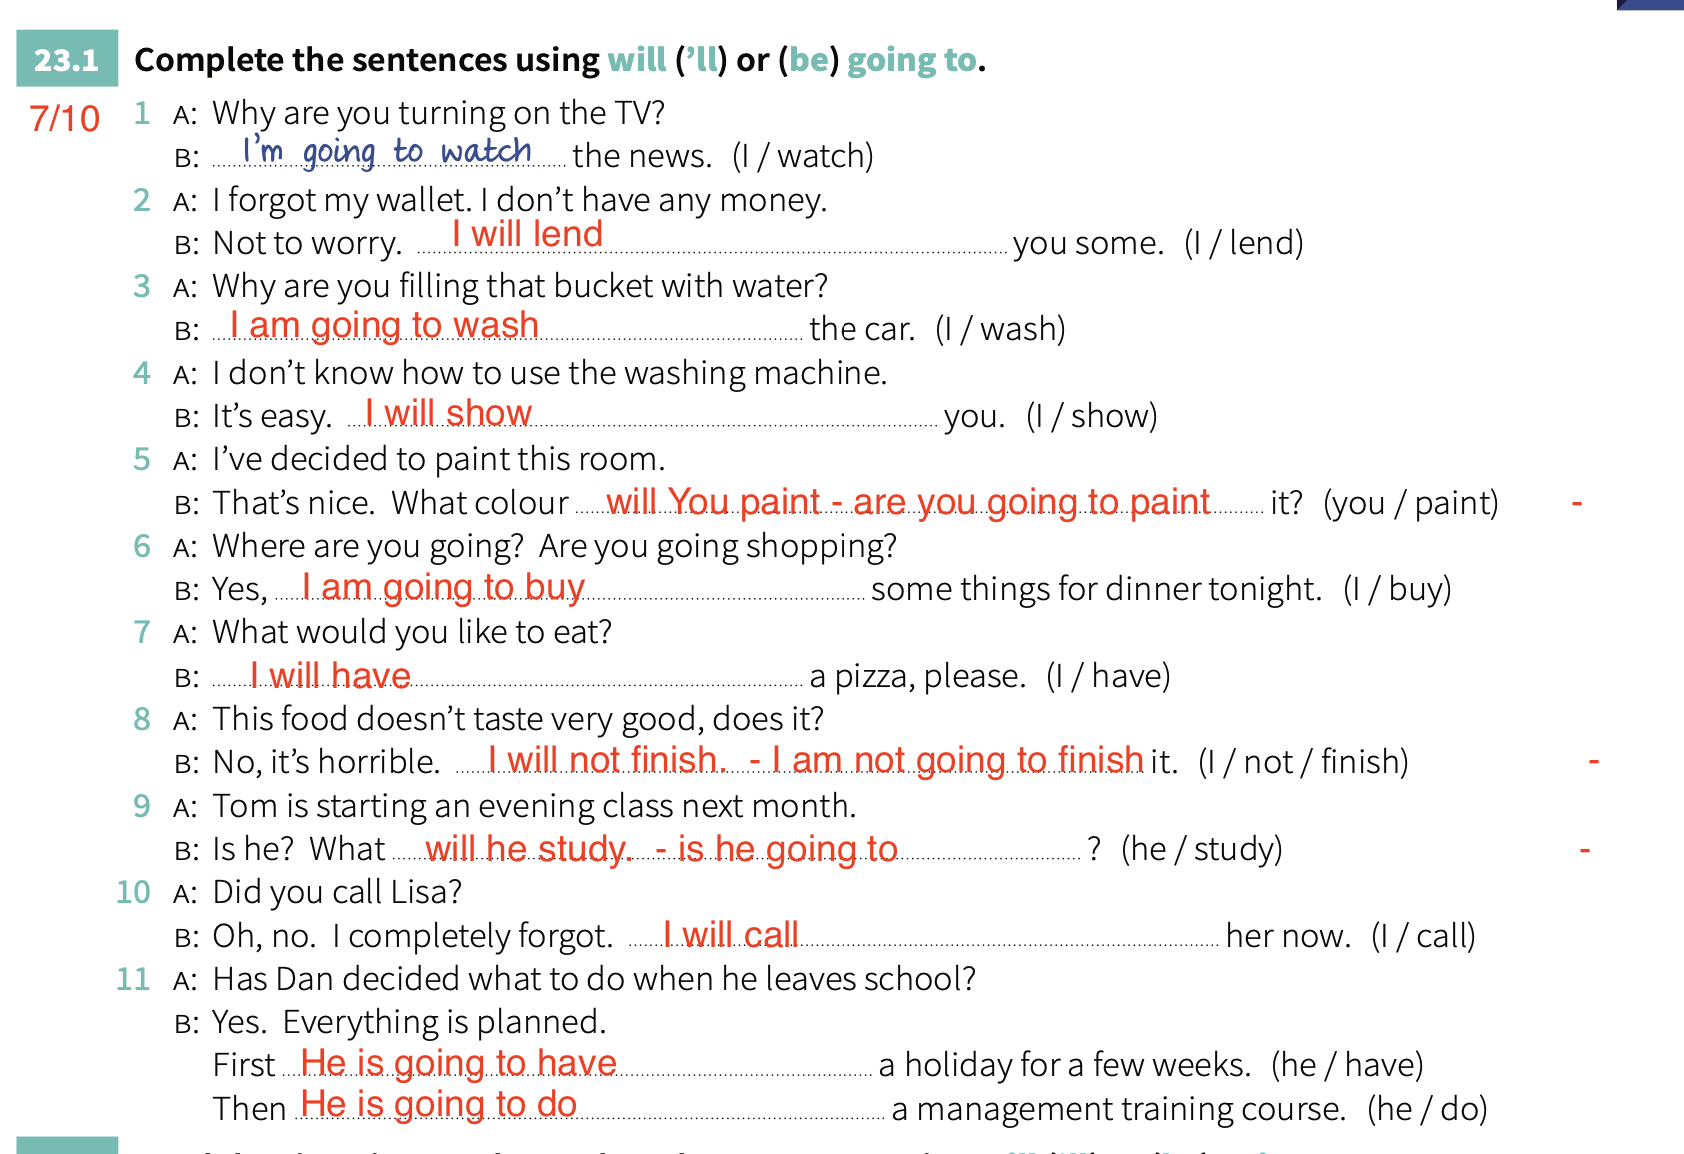 23.1 Complete the sentences using will (’ll) or (be) going to.
7/10 1 A: Why are you turning on the TV?
B: I’m going to watch the news. (I / watch)
2 A: I forgot my wallet. I don’t have any money.
B: Not to worry. I will lend you some. (I / lend)
3 A: Why are you filling that bucket with water?
B: I am going to wash the car. (I / wash)
4 A: I don’t know how to use the washing machine.
B: It’s easy. I will show you. (I / show)
5 A: I’ve decided to paint this room.
B: That’s nice. What colour will You paint - are you going to paint it? (you / paint) -
6 A: Where are you going? Are you going shopping?
B: Yes, I am going to buy some things for dinner tonight. (I / buy)
7 A: What would you like to eat?
B: I will have a pizza, please. (I / have)
8 A: This food doesn’t taste very good, does it?
B: No, it’s horrible. I will not finish. - I am not going to finish it. (I / not / finish) -
9 A: Tom is starting an evening class next month.
B: Is he? What will he study. - is he going to ? (he / study) -
10 A: Did you call Lisa?
B: Oh, no. I completely forgot. I will call her now. (I / call)
11 A: Has Dan decided what to do when he leaves school?
B: Yes. Everything is planned.
First He is going to have a holiday for a few weeks. (he / have)
Then He is going to do a management training course. (he / do)